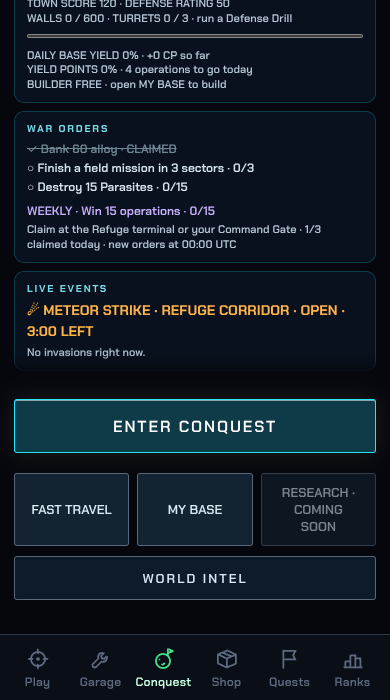 TOWN SCORE 120 · DEFENSE RATING 50
WALLS 0 / 600 · TURRETS 0 / 3 · run a Defense Drill
DAILY BASE YIELD 0% · +0 CP so far
YIELD POINTS 0% · 4 operations to go today
BUILDER FREE · open MY BASE to build
WAR ORDERS
✓ Bank 60 alloy · CLAIMED
○ Finish a field mission in 3 sectors · 0/3
○ Destroy 15 Parasites · 0/15
WEEKLY · Win 15 operations · 0/15
Claim at the Refuge terminal or your Command Gate · 1/3
claimed today · new orders at 00:00 UTC
LIVE EVENTS
☄ METEOR STRIKE · REFUGE CORRIDOR · OPEN ·
3:00 LEFT
No invasions right now.
ENTER CONQUEST
FAST TRAVEL
MY BASE
RESEARCH ·
COMING
SOON
WORLD INTEL
Play
Garage
Conquest
Shop
Quests
Ranks